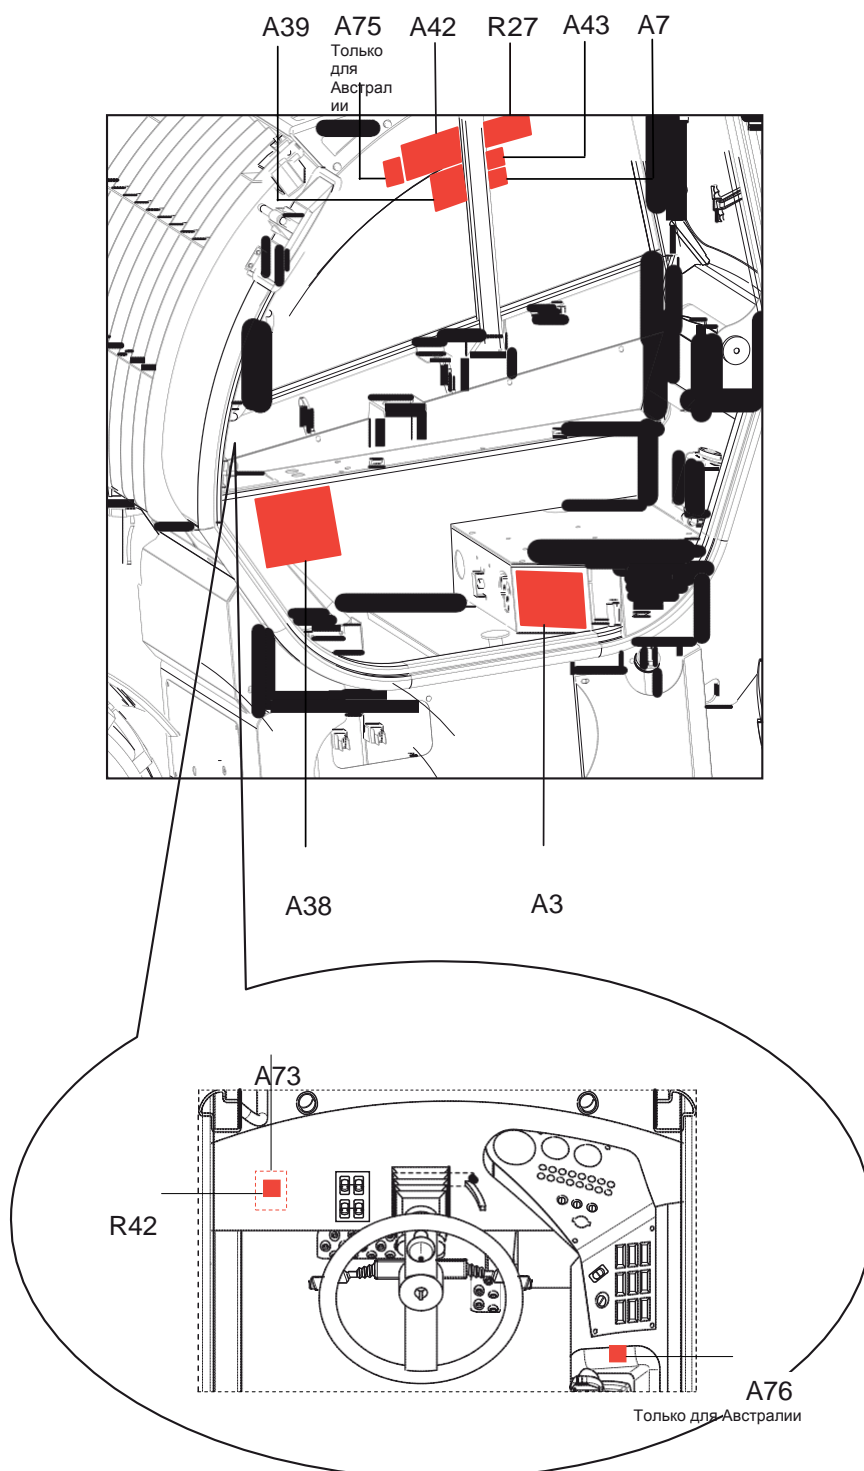 A39 A75 A42 R27 A43 A7
Только
для
Австрал
ии
A38 A3
A73
R42
A76
Только для Австралии